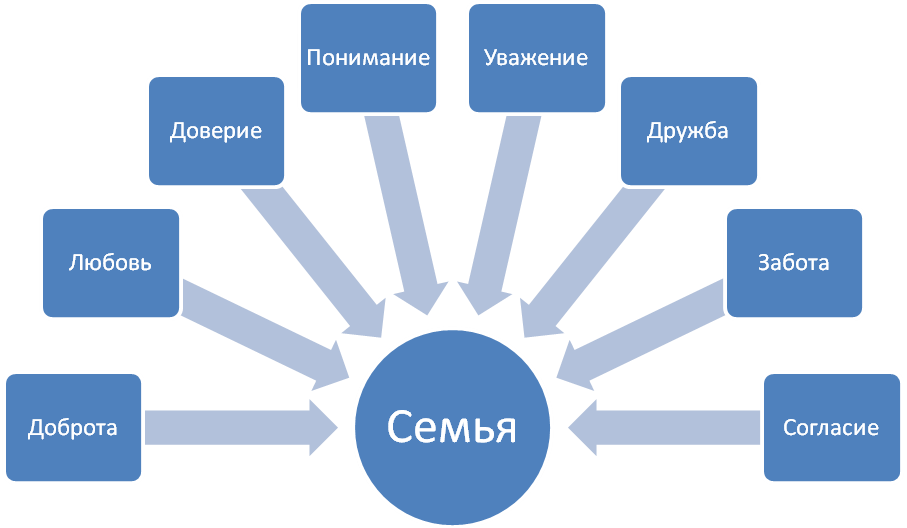 Понимание
Уважение
Доверие
Дружба
Любовь
Забота
Доброта
Семья
Согласие